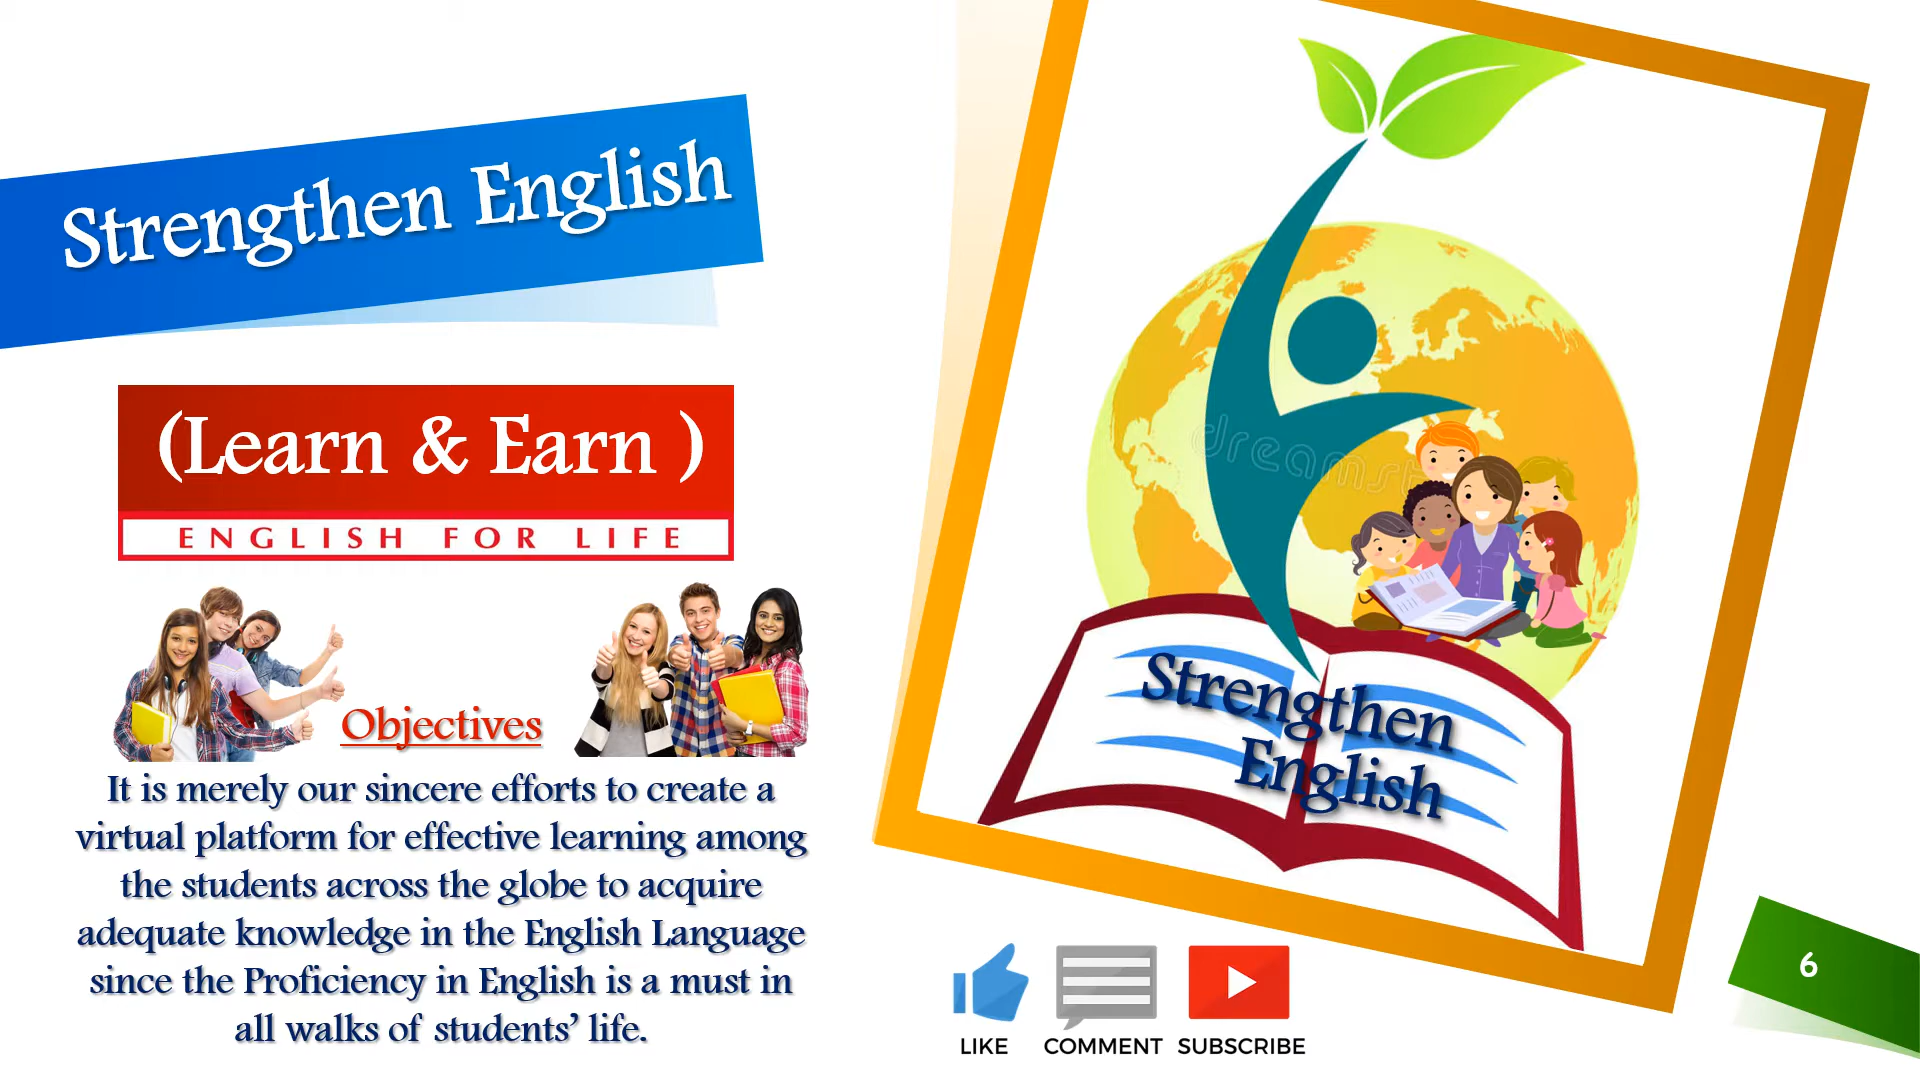 Strengthen English
(Learn & Earn )
ENGLISH FOR LIFE
Objectives
It is merely our sincere efforts to create a
virtual platform for effective learning among
the students across the globe to acquire
adequate knowledge in the English Language
since the Proficiency in English is a must in
all walks of students’ life.
Strengthen
English
LIKE
COMMENT
SUBSCRIBE
6